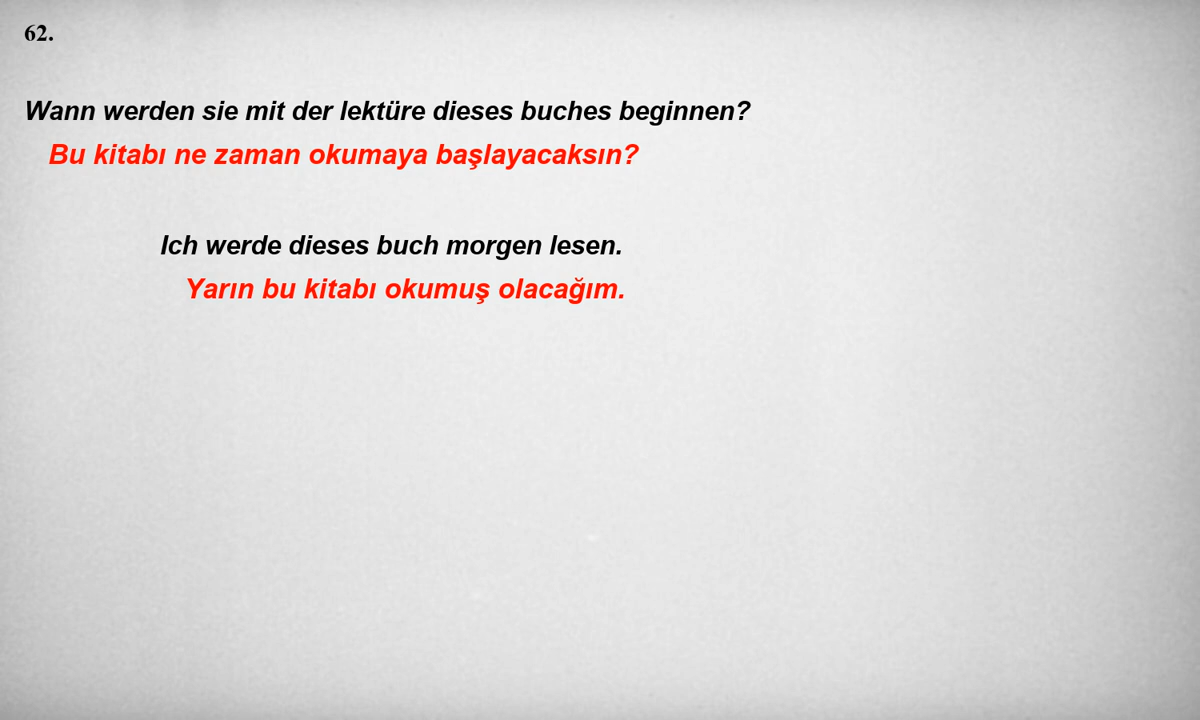 62.
Wann werden sie mit der lektüre dieses buches beginnen?
Bu kitabı ne zaman okumaya başlayacaksın?
Ich werde dieses buch morgen lesen.
Yarın bu kitabı okumuş olacağım.